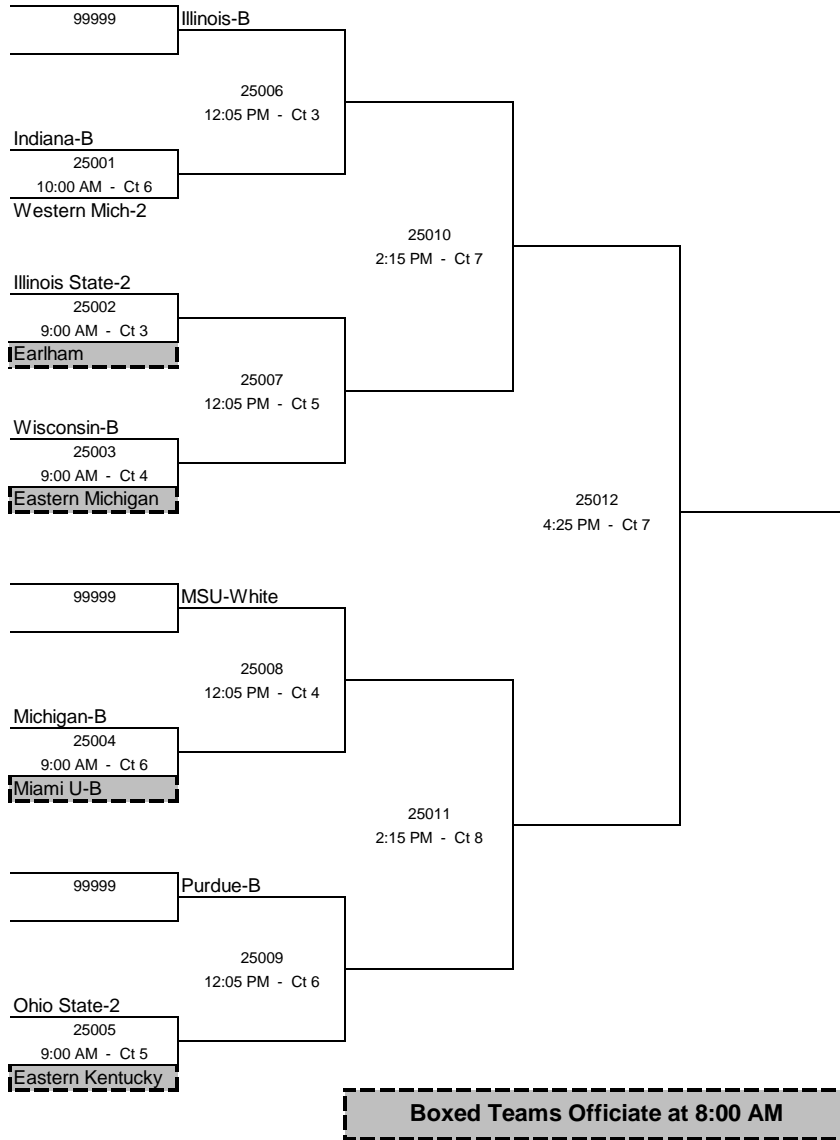 99999
Illinois-B
25006
12:05 PM - Ct 3
Indiana-B
25001
10:00 AM - Ct 6
Western Mich-2
25010
2:15 PM - Ct 7
Illinois State-2
25002
9:00 AM - Ct 3
Earlham
25007
12:05 PM - Ct 5
Wisconsin-B
25003
9:00 AM - Ct 4
Eastern Michigan
25012
4:25 PM - Ct 7
99999
MSU-White
25008
12:05 PM - Ct 4
Michigan-B
25004
9:00 AM - Ct 6
Miami U-B
25011
2:15 PM - Ct 8
99999
Purdue-B
25009
12:05 PM - Ct 6
Ohio State-2
25005
9:00 AM - Ct 5
Eastern Kentucky
Boxed Teams Officiate at 8:00 AM